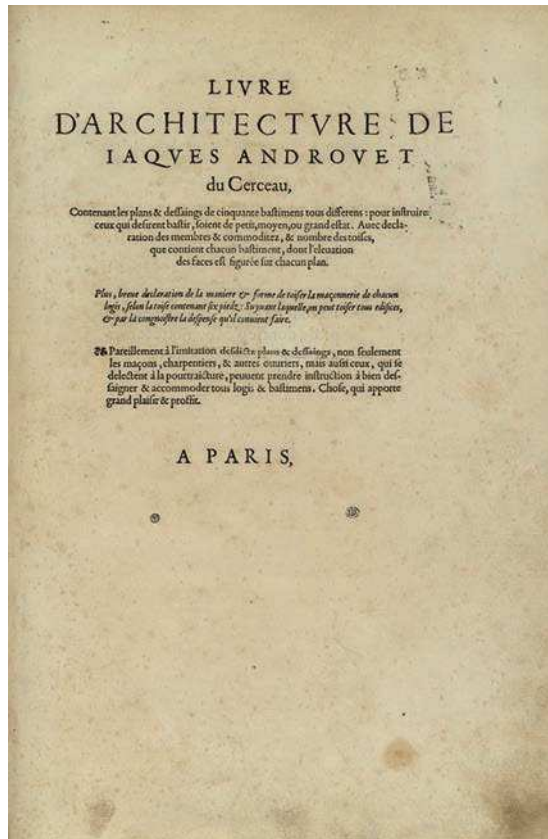 LIVRE
D'ARCHITECTVRE DE
IAQVES ANDROVET
du Cerceau,
Contenant les plans & dessaings de cinquante bastimens tous differens : pour instruire
ceux qui desirent bastir, soient de petit, moyen, ou grand estat. Auec decla-
ration des membres & commoditez, & nombre des toises,
que contient chacun bastiment, dont l'eleuation
des faces est figurée sur chacun plan.
Plus, breue declaration de la maniere & forme de toiser la maçonnerie de chacun
logis, selon la toise contenant six piedz : Suyuant laquelle, on peut toiser tous edifices,
& par la congnoistre la despense qu'il conuient faire.
Pareillement à l'imitation desdictz plans & dessaings, non seulement
les maçons, charpentiers, & autres ouuriers, mais aussi ceux, qui se
delectent à la pourtraicture, peuuent prendre instruction à bien des-
saigner & accommoder tous logis & bastimens. Chose, qui apporte
grand plaisir & proffit.
A PARIS,